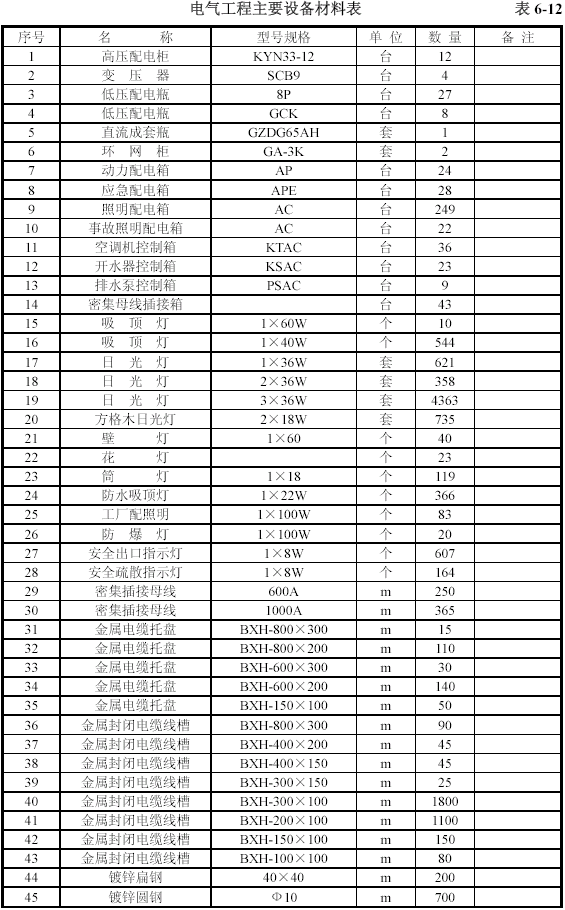 电气工程主要设备材料表 表 6-12
序号 名 称 型号规格 单 位 数 量 备 注
1 高压配电柜 KYN33-12 台 12
2 变 压 器 SCB9 台 4
3 低压配电瓶 8P 台 27
4 低压配电瓶 GCK 台 8
5 直流成套瓶 GZDG65AH 套 1
6 环 网 柜 GA-3K 套 2
7 动力配电箱 AP 台 24
8 应急配电箱 APE 台 28
9 照明配电箱 AC 台 249
10 事故照明配电箱 AC 台 22
11 空调机控制箱 KTAC 台 36
12 开水器控制箱 KSAC 台 23
13 排水泵控制箱 PSAC 台 9
14 密集母线插接箱 台 43
15 吸 顶 灯 1×60W 个 10
16 吸 顶 灯 1×40W 个 544
17 日 光 灯 1×36W 套 621
18 日 光 灯 2×36W 套 358
19 日 光 灯 3×36W 套 4363
20 方格木日光灯 2×18W 套 735
21 壁 灯 1×60 个 40
22 花 灯 个 23
23 筒 灯 1×18 个 119
24 防水吸顶灯 1×22W 个 366
25 工厂配照明 1×100W 个 83
26 防 爆 灯 1×100W 个 20
27 安全出口指示灯 1×8W 个 607
28 安全疏散指示灯 1×8W 个 164
29 密集插接母线 600A m 250
30 密集插接母线 1000A m 365
31 金属电缆托盘 BXH-800×300 m 15
32 金属电缆托盘 BXH-800×200 m 110
33 金属电缆托盘 BXH-600×300 m 30
34 金属电缆托盘 BXH-600×200 m 140
35 金属电缆托盘 BXH-150×100 m 50
36 金属封闭电缆线槽 BXH-800×300 m 90
37 金属封闭电缆线槽 BXH-400×200 m 45
38 金属封闭电缆线槽 BXH-400×150 m 45
39 金属封闭电缆线槽 BXH-300×150 m 25
40 金属封闭电缆线槽 BXH-300×100 m 1800
41 金属封闭电缆线槽 BXH-200×100 m 1100
42 金属封闭电缆线槽 BXH-150×100 m 150
43 金属封闭电缆线槽 BXH-100×100 m 80
44 镀锌扁钢 40×40 m 200
45 镀锌圆钢 Φ10 m 700